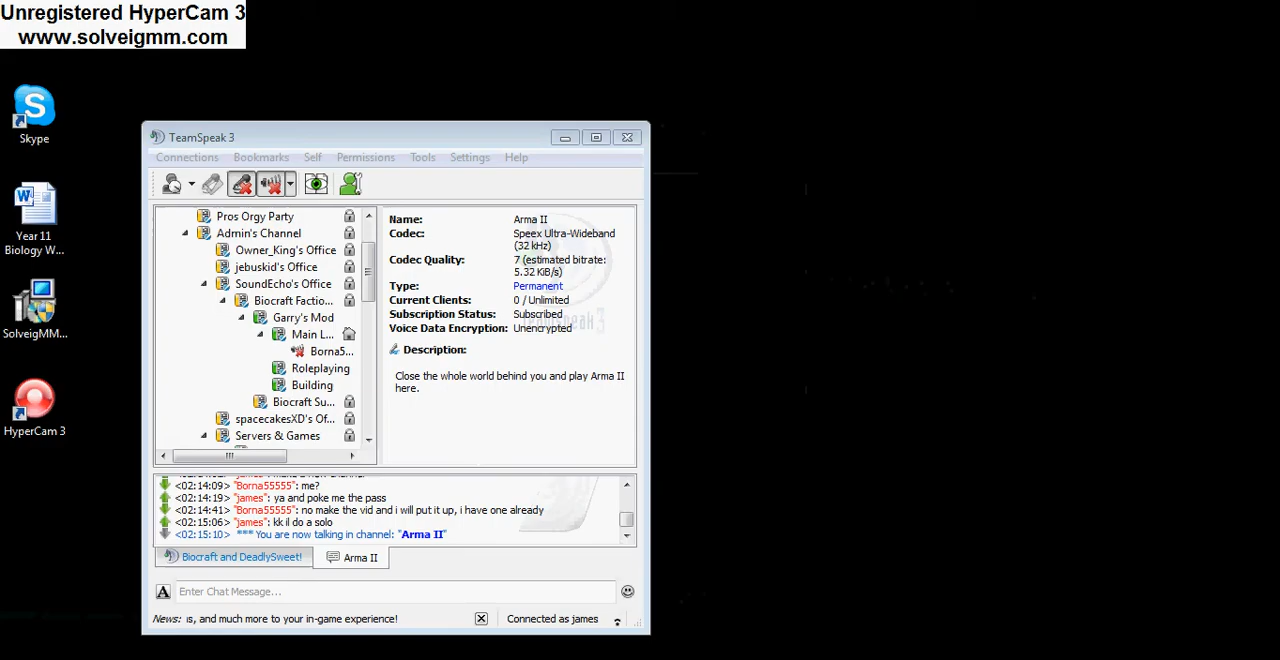 Unregistered HyperCam 3
www.solveigmm.com
Skype
Year 11
Biology W...
SolveigMM...
HyperCam 3
TeamSpeak 3
Connections Bookmarks Self Permissions Tools Settings Help
Pros Orgy Party
Admin's Channel
Owner_King's Office
jebuskid's Office
SoundEcho's Office
Biocraft Factio...
Garry's Mod
Main L...
Borna5...
Roleplaying
Building
Biocraft Su...
spacecakesXD's Of...
Servers & Games
Name: Arma II
Codec: Speex Ultra-Wideband
(32 kHz)
Codec Quality: 7 (estimated bitrate:
5.32 KiB/s)
Type: Permanent
Current Clients: 0 / Unlimited
Subscription Status: Subscribed
Voice Data Encryption: Unencrypted
Description:
Close the whole world behind you and play Arma II
here.
<02:14:09> "Borna55555": me?
<02:14:19> "james": ya and poke me the pass
<02:14:41> "Borna55555": no make the vid and i will put it up, i have one already
<02:15:06> "james": kk il do a solo
<02:15:10> *** You are now talking in channel: "Arma II"
Biocraft and DeadlySweet! Arma II
Enter Chat Message...
News: is, and much more to your in-game experience! Connected as james